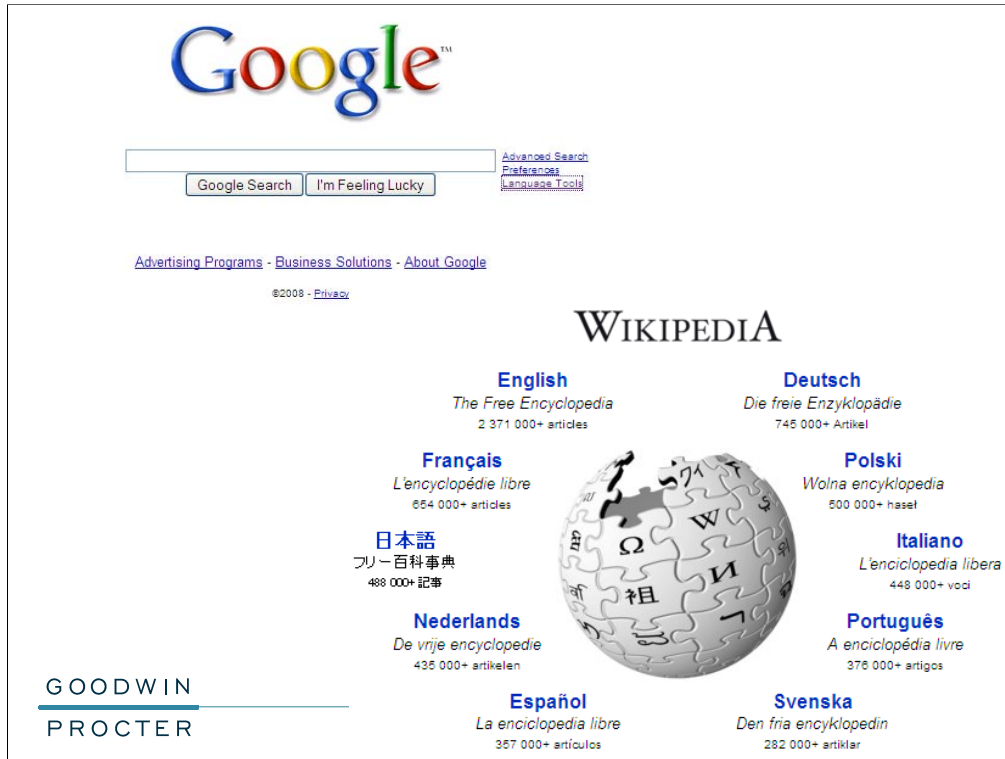 Google™
Advanced Search
Preferences
Language Tools
Google Search
I'm Feeling Lucky
Advertising Programs - Business Solutions - About Google
©2008 - Privacy
WIKIPEDIA
English
The Free Encyclopedia
2 371 000+ articles
Deutsch
Die freie Enzyklopädie
745 000+ Artikel
Français
L'encyclopédie libre
654 000+ articles
Polski
Wolna encyklopedia
500 000+ haseł
日本語
フリー百科事典
488 000+ 記事
Italiano
L'enciclopedia libera
448 000+ voci
Nederlands
De vrije encyclopedie
435 000+ artikelen
Português
A enciclopédia livre
376 000+ artigos
Español
La enciclopedia libre
357 000+ artículos
Svenska
Den fria encyklopedin
282 000+ artiklar
Ω
W
И
祖
ワィ
GOODWIN
PROCTER